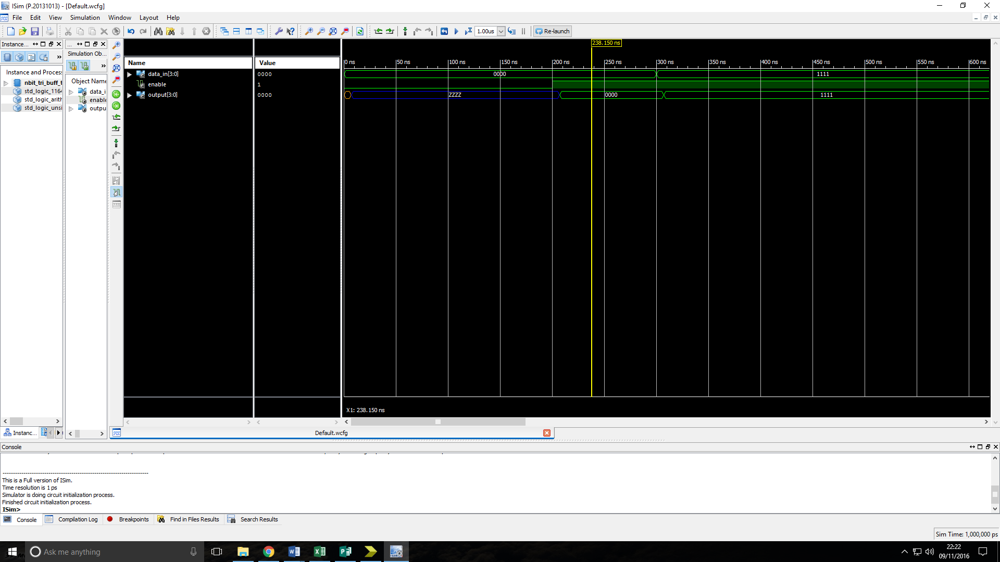 ISim (P.20131013) - [Default.wcfg]
File Edit View Simulation Window Layout Help
1.00us Re-launch
Instance... ...
Simulation Ob...
Instance and Proces
Object Name
nbit_tri_buff_t
std_logic_1164
std_logic_arith
std_logic_unsi
data_i
enable
outpu
Name Value
data_in[3:0] 0000
enable 1
output[3:0] 0000
238.150 ns
0 ns 50 ns 100 ns 150 ns 200 ns 250 ns 300 ns 350 ns 400 ns 450 ns 500 ns 550 ns 600 ns
0000 1111
ZZZZ 0000 1111
X1: 238.150 ns
Instanc...
Default.wcfg
Console
This is a Full version of ISim.
Time resolution is 1 ps
Simulator is doing circuit initialization process.
Finished circuit initialization process.
ISim>
Console Compilation Log Breakpoints Find in Files Results Search Results
Sim Time: 1,000,000 ps
Ask me anything
22:22
09/11/2016